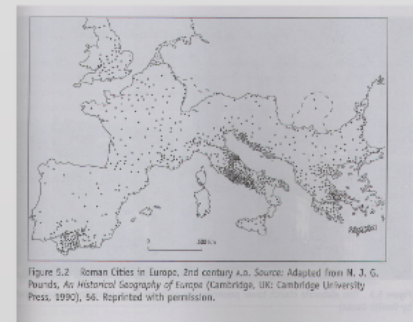 0
Figure 5.2 Roman Cities in Europe, 2nd century A.D. Source: Adapted from N. J. G.
Pounds, An Historical Geography of Europe (Cambridge, UK: Cambridge University
Press, 1990), 56. Reprinted with permission.